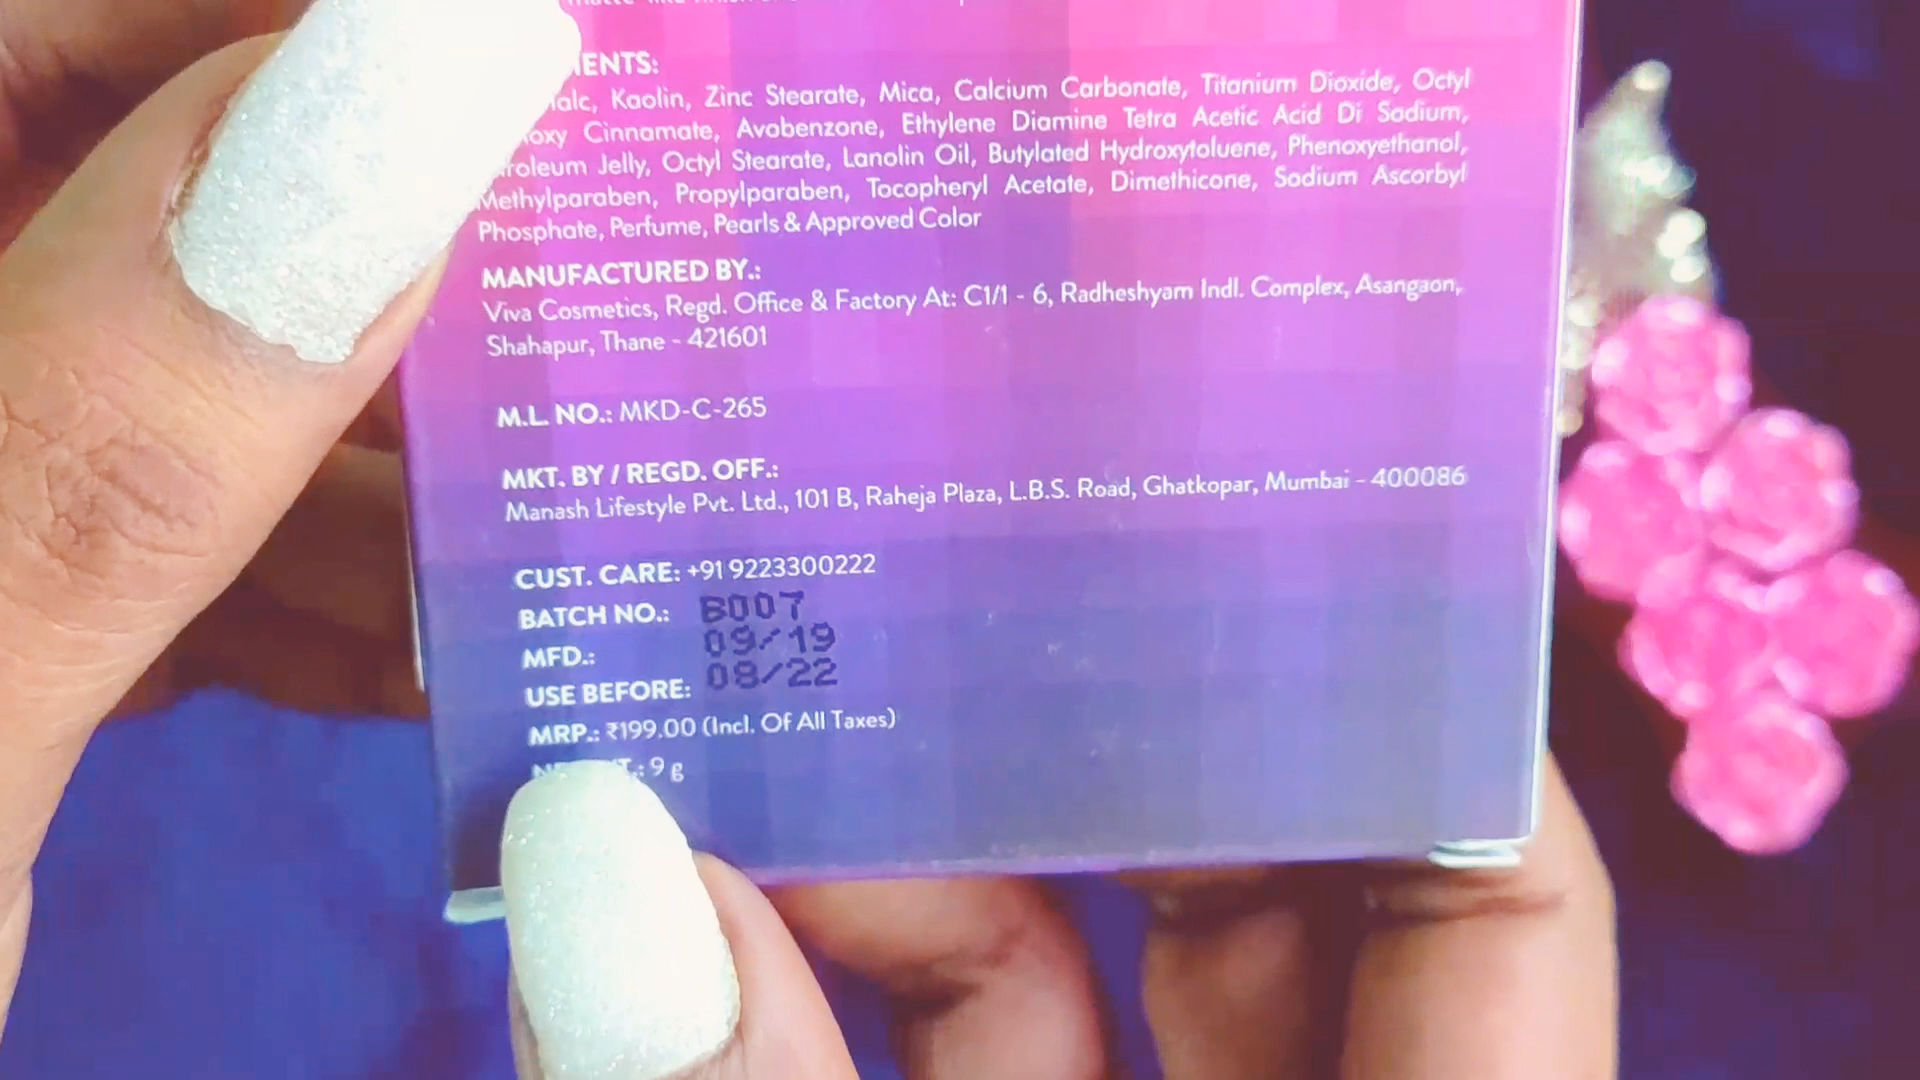 IENTS:
alc, Kaolin, Zinc Stearate, Mica, Calcium Carbonate, Titanium Dioxide, Octyl
oxy Cinnamate, Avobenzone, Ethylene Diamine Tetra Acetic Acid Di Sodium,
roleum Jelly, Octyl Stearate, Lanolin Oil, Butylated Hydroxytoluene, Phenoxyethanol,
Methylparaben, Propylparaben, Tocopheryl Acetate, Dimethicone, Sodium Ascorbyl
Phosphate, Perfume, Pearls & Approved Color
MANUFACTURED BY.:
Viva Cosmetics, Regd. Office & Factory At: C1/1 - 6, Radheshyam Indl. Complex, Asangaon,
Shahapur, Thane - 421601
M.L. NO.: MKD-C-265
MKT. BY / REGD. OFF.:
Manash Lifestyle Pvt. Ltd., 101 B, Raheja Plaza, L.B.S. Road, Ghatkopar, Mumbai - 400086
CUST. CARE: +91 9223300222
BATCH NO.: B007
MFD.: 09/19
USE BEFORE: 08/22
MRP.: ₹199.00 (Incl. Of All Taxes)
9 g